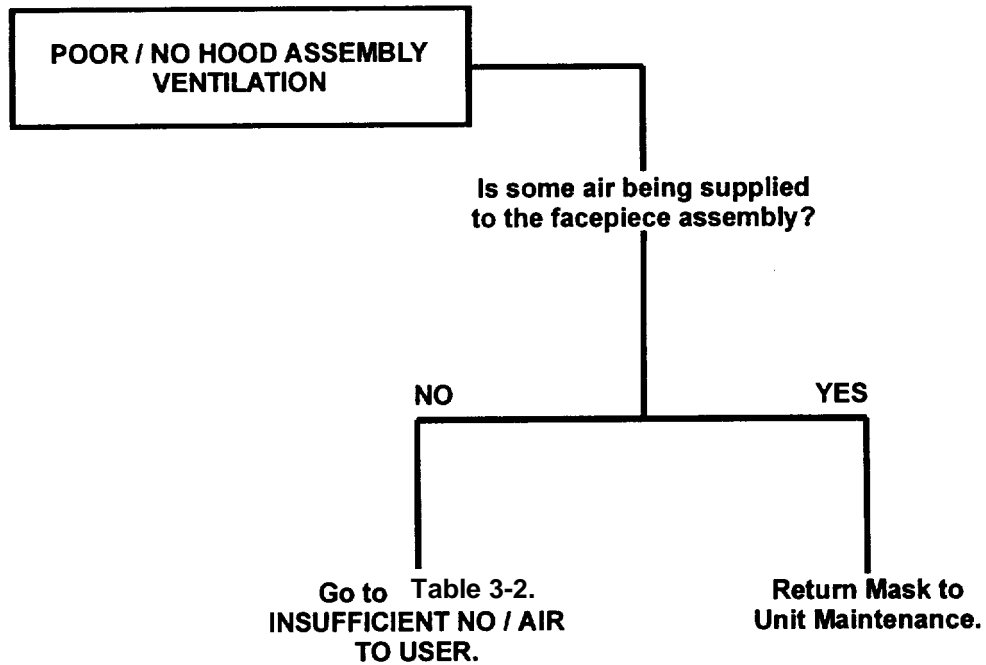 POOR / NO HOOD ASSEMBLY
VENTILATION
Is some air being supplied
to the facepiece assembly?
NO
YES
Go to Table 3-2.
INSUFFICIENT NO / AIR
TO USER.
Return Mask to
Unit Maintenance.